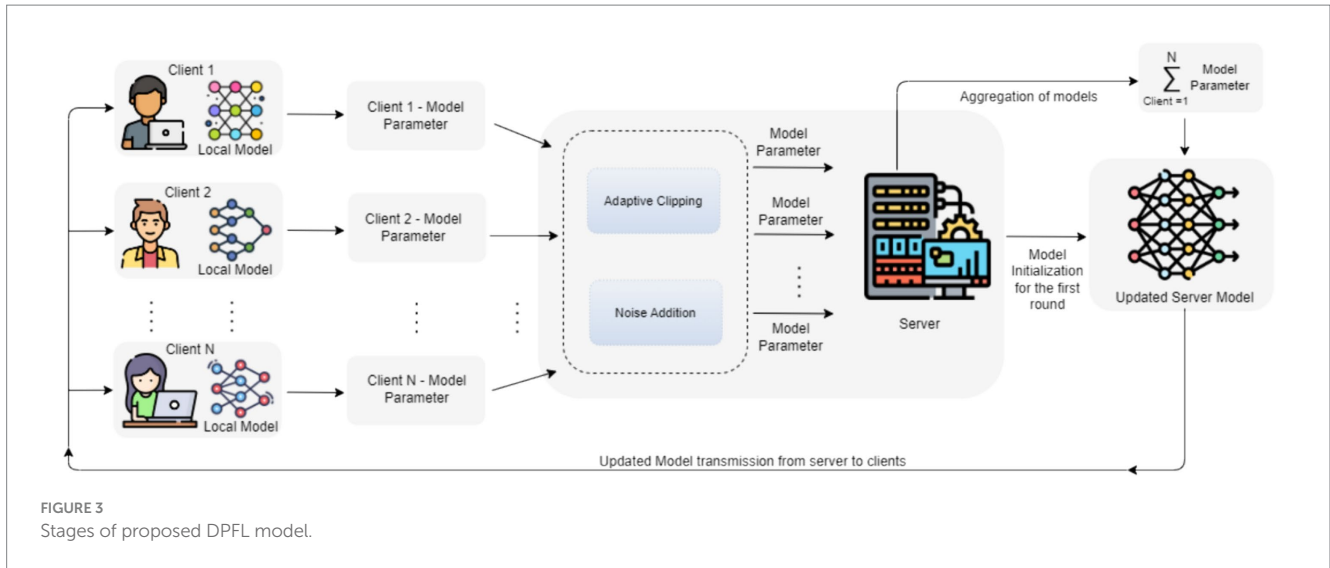 Client 1
Local Model
Client 1 - Model
Parameter
Client 2
Local Model
Client 2 - Model
Parameter
Client N
Local Model
Client N - Model
Parameter
Adaptive Clipping
Noise Addition
Model
Parameter
Model
Parameter
Model
Parameter
Server
Aggregation of models
N
∑
Client =1
Model
Parameter
Model
Initialization
for the first
round
Updated Server Model
Updated Model transmission from server to clients
FIGURE 3
Stages of proposed DPFL model.